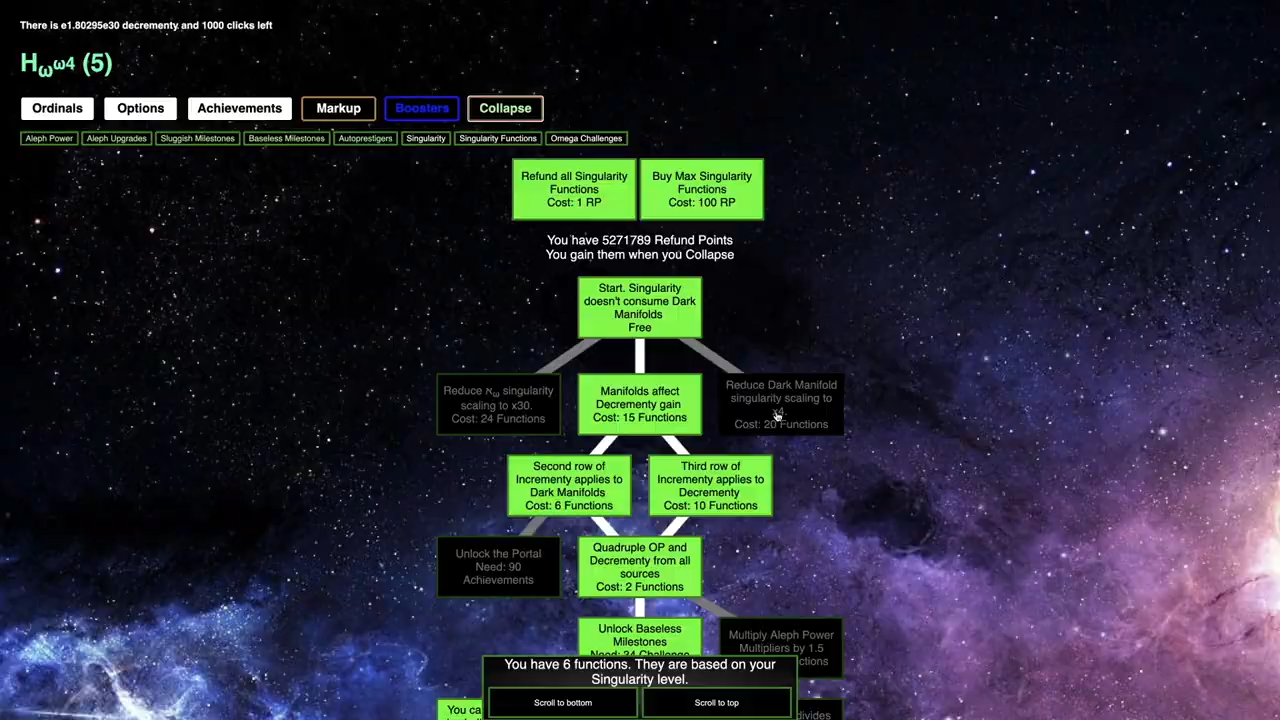 There is e1.80295e30 decrementy and 1000 clicks left
Hωω4 (5)
Ordinals
Options
Achievements
Markup
Boosters
Collapse
Aleph Power
Aleph Upgrades
Sluggish Milestones
Baseless Milestones
Autoprestigers
Singularity
Singularity Functions
Omega Challenges
Refund all Singularity
Functions
Cost: 1 RP
Buy Max Singularity
Functions
Cost: 100 RP
You have 5271789 Refund Points
You gain them when you Collapse
Start. Singularity
doesn't consume Dark
Manifolds
Free
Reduce ℵω singularity
scaling to x30.
Cost: 24 Functions
Manifolds affect
Decrementy gain
Cost: 15 Functions
Reduce Dark Manifold
singularity scaling to
x4.
Cost: 20 Functions
Second row of
Incrementy applies to
Dark Manifolds
Cost: 6 Functions
Third row of
Incrementy applies to
Decrementy
Cost: 10 Functions
Unlock the Portal
Need: 90
Achievements
Quadruple OP and
Decrementy from all
sources
Cost: 2 Functions
Unlock Baseless
Milestones
Multiply Aleph Power
Multipliers by 1.5
You have 6 functions. They are based on your
Singularity level.
Scroll to bottom
Scroll to top
You ca
divides